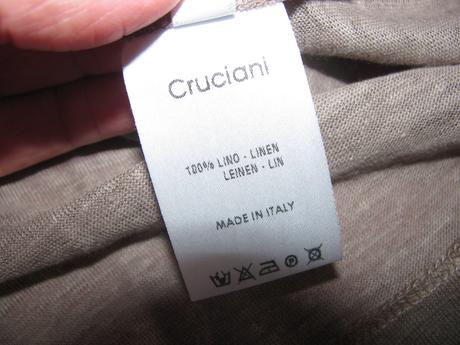 Cruciani
100% LINO - LINEN
LEINEN - LIN
MADE IN ITALY